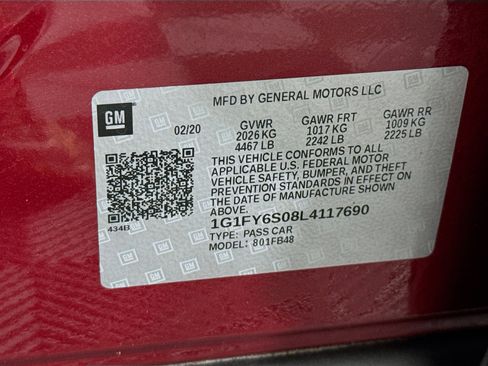 MFD BY GENERAL MOTORS LLC
GM
02/20
GVWR GAWR FRT GAWR RR
2026 KG 1017 KG 1009 KG
4467 LB 2242 LB 2225 LB
THIS VEHICLE CONFORMS TO ALL
APPLICABLE U.S. FEDERAL MOTOR
VEHICLE SAFETY, BUMPER, AND THEFT
PREVENTION STANDARDS IN EFFECT ON
THE DATE OF MANUFACTURE SHOWN
ABOVE.
1G1FY6S08L4117690
TYPE: PASS CAR
MODEL: 801FB48
434B